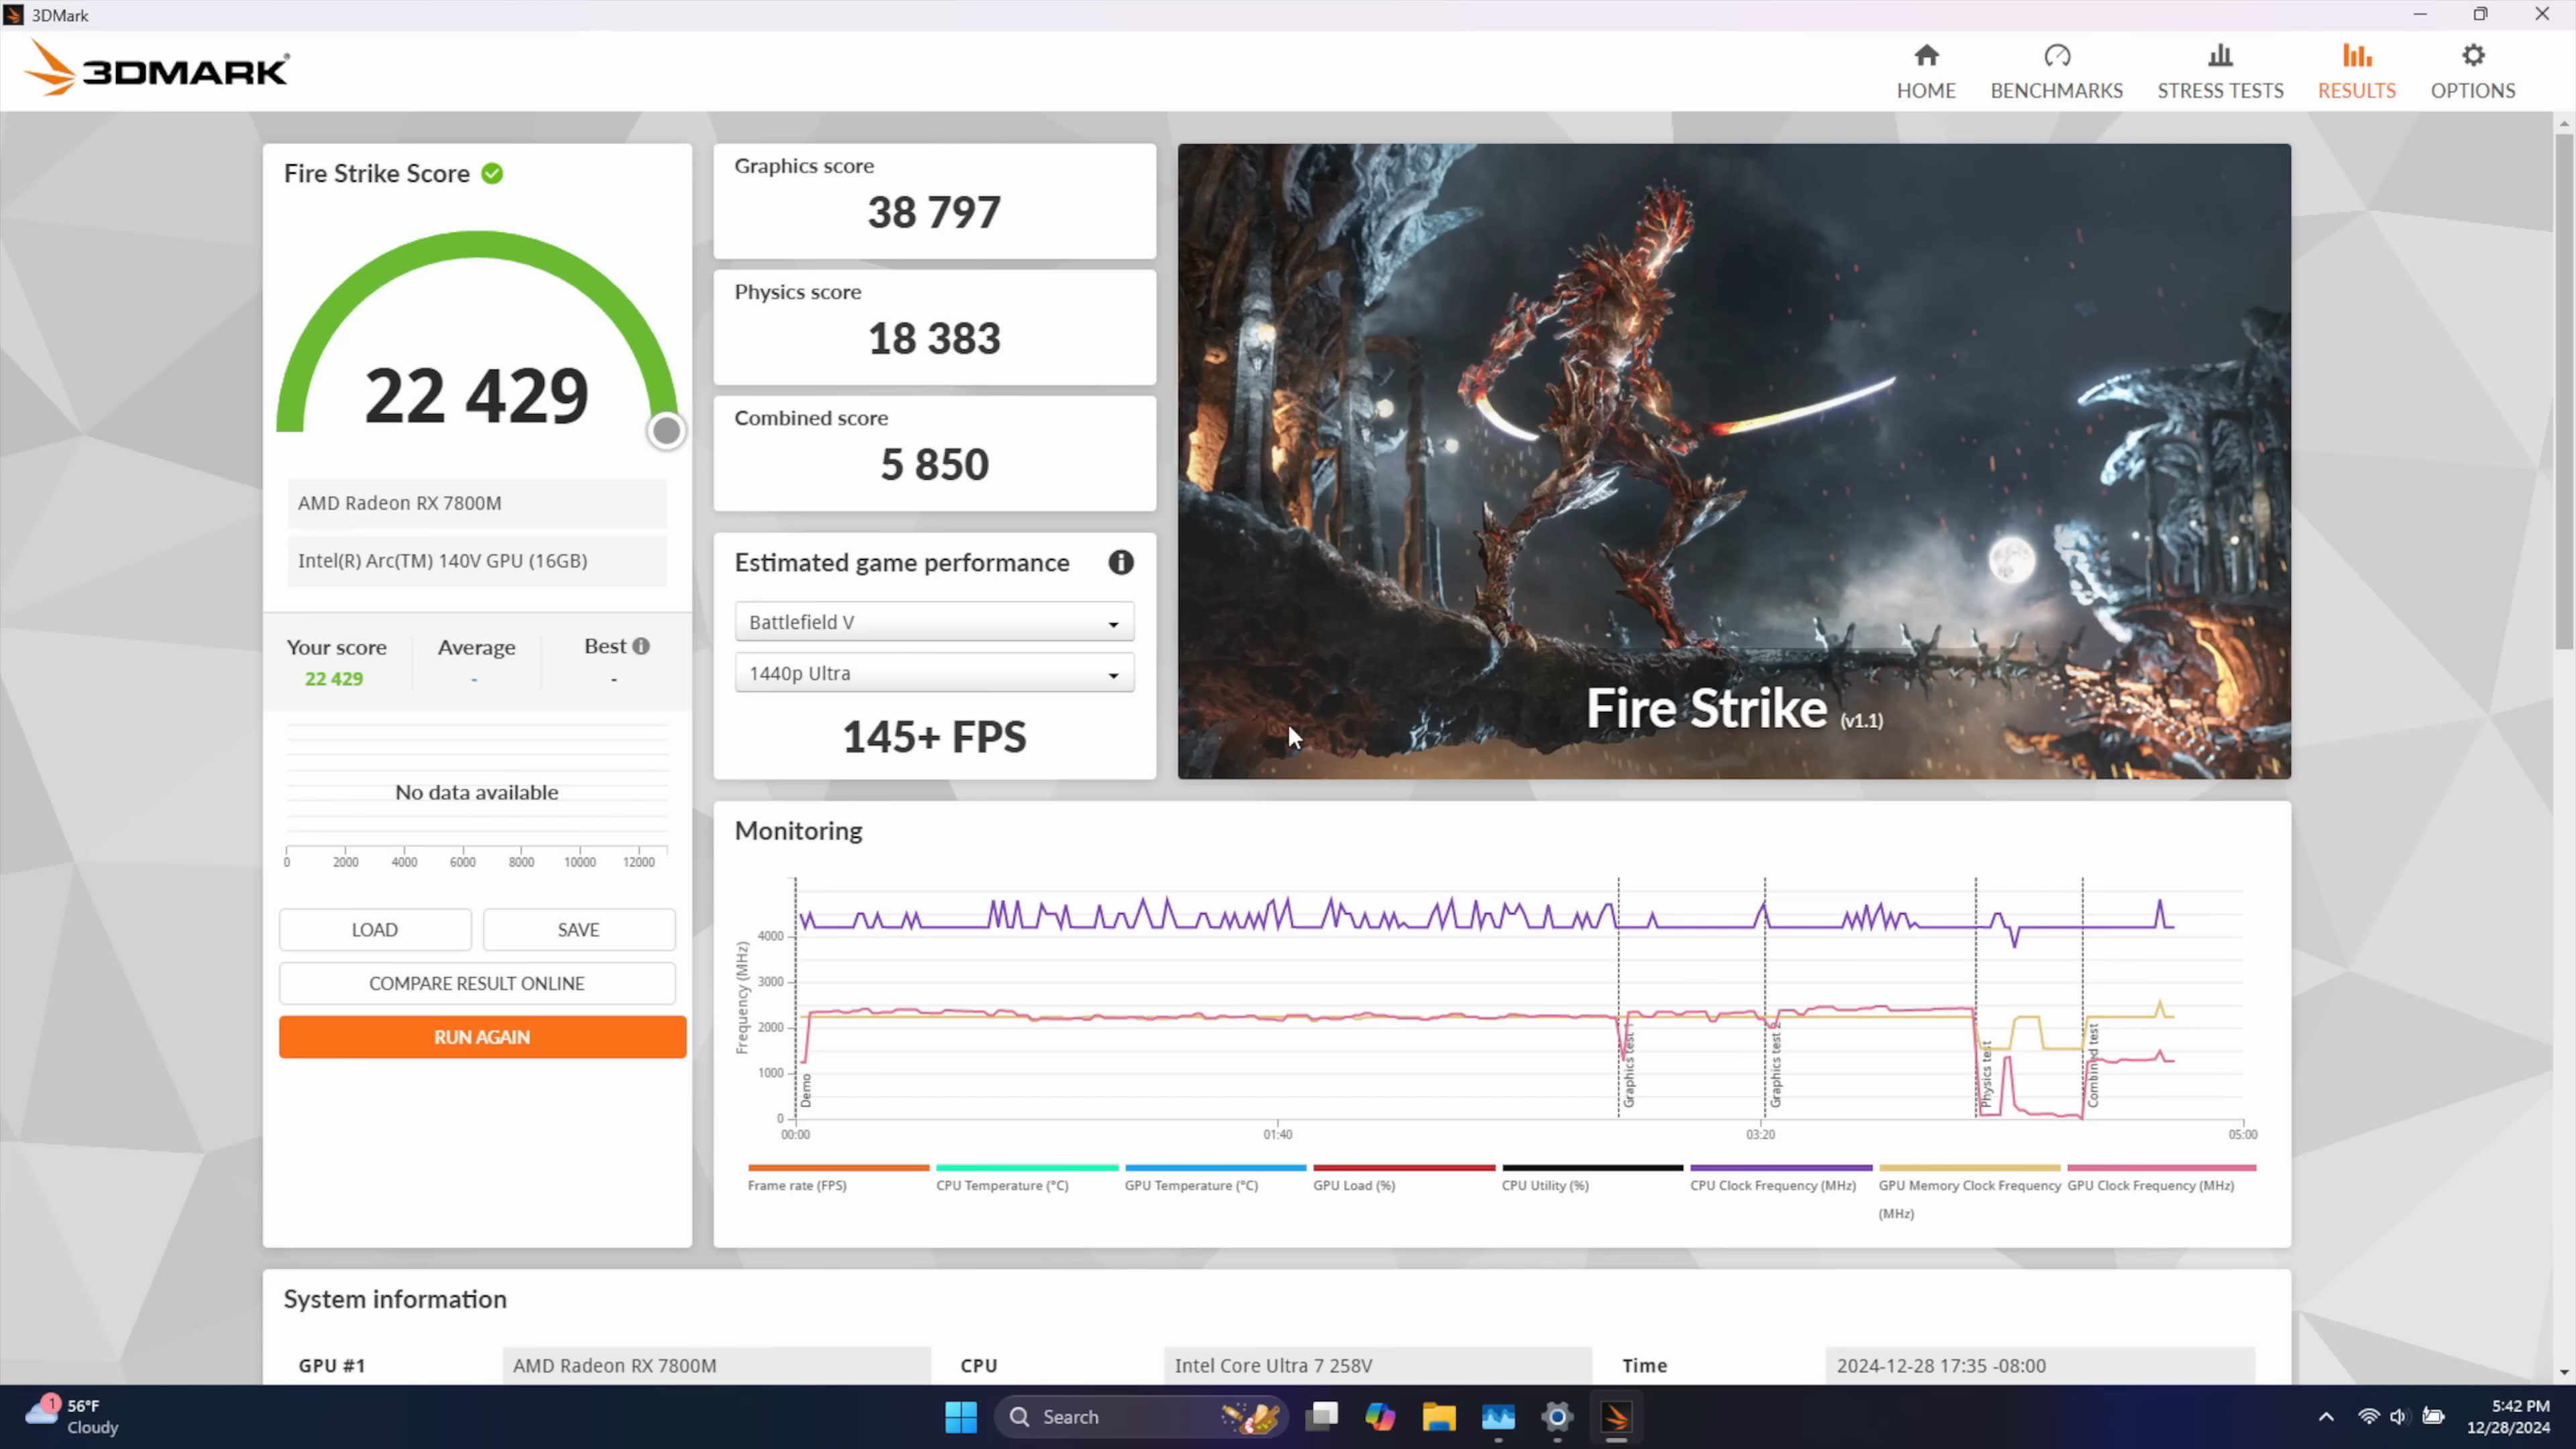 3DMark
3DMARK
HOME
BENCHMARKS
STRESS TESTS
RESULTS
OPTIONS
Fire Strike Score
22 429
AMD Radeon RX 7800M
Intel(R) Arc(TM) 140V GPU (16GB)
Your score
Average
Best
22 429
-
-
No data available
0 2000 4000 6000 8000 10000 12000
LOAD
SAVE
COMPARE RESULT ONLINE
RUN AGAIN
Graphics score
38 797
Physics score
18 383
Combined score
5 850
Estimated game performance
Battlefield V
1440p Ultra
145+ FPS
Fire Strike (v1.1)
Monitoring
Frequency (MHz)
4000
3000
2000
1000
0
Demo
Graphics test 1
Graphics test 2
Physics test
Combined test
00:00 01:40 03:20 05:00
Frame rate (FPS)
CPU Temperature (°C)
GPU Temperature (°C)
GPU Load (%)
CPU Utility (%)
CPU Clock Frequency (MHz)
GPU Memory Clock Frequency
(MHz)
GPU Clock Frequency (MHz)
System information
GPU #1 AMD Radeon RX 7800M
CPU Intel Core Ultra 7 258V
Time 2024-12-28 17:35 -08:00
1
56°F
Cloudy
Search
5:42 PM
12/28/2024